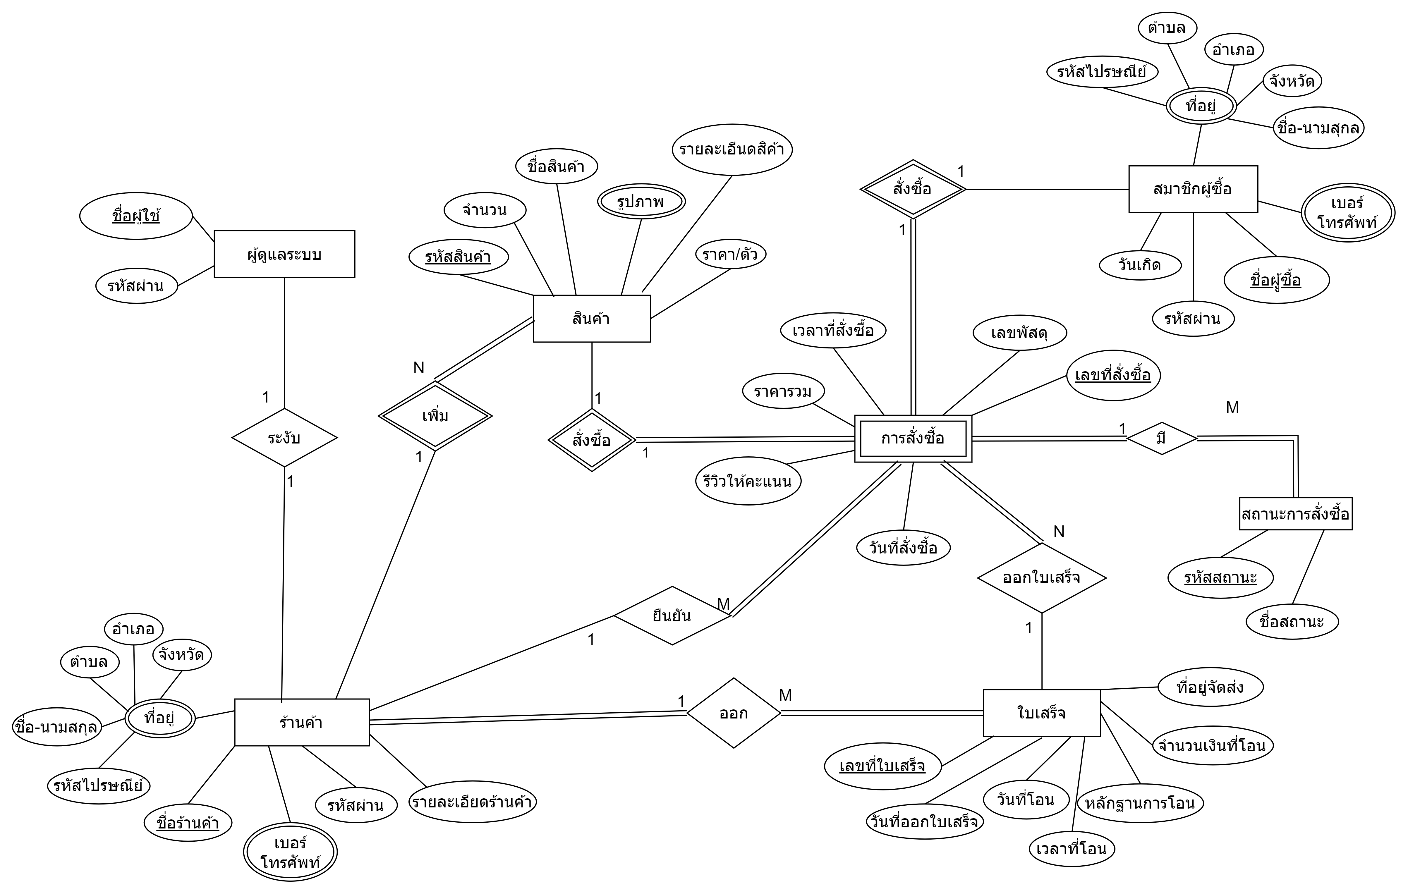 ตำบล
อำเภอ
รหัสไปรษณีย์
จังหวัด
ที่อยู่
ชื่อ-นามสุกล
สมาชิกผู้ซื้อ
เบอร์
โทรศัพท์
วันเกิด
ชื่อผู้ซื้อ
รหัสผ่าน
สั่งซื้อ
1
1
รายละเอีนดสิค้า
ชื่อสินค้า
รูปภาพ
จำนวน
รหัสสินค้า
ราคา/ตัว
สินค้า
ชื่อผู้ใช้
ผู้ดูแลระบบ
รหัสผ่าน
N
เพิ่ม
1
1
ระงับ
1
1
สั่งซื้อ
1
เวลาที่สั่งซื้อ
เลขพัสดุ
ราคารวม
เลขที่สั่งซื้อ
การสั่งซื้อ
รีวิวให้คะแนน
วันที่สั่งซื้อ
1
มี
M
สถานะการสั่งซื้อ
รหัสสถานะ
ชื่อสถานะ
N
ออกใบเสร็จ
1
M
ยืนยัน
1
อำเภอ
ตำบล
จังหวัด
ชื่อ-นามสกุล
ที่อยู่
รหัสไปรษณีย์
ร้านค้า
ชื่อร้านค้า
เบอร์
โทรศัพท์
รหัสผ่าน
รายละเอียดร้านค้า
1
ออก
M
ใบเสร็จ
ที่อยู่จัดส่ง
จำนวนเงินที่โอน
เลขที่ใบเสร็จ
วันที่โอน
หลักฐานการโอน
วันที่ออกใบเสร็จ
เวลาที่โอน